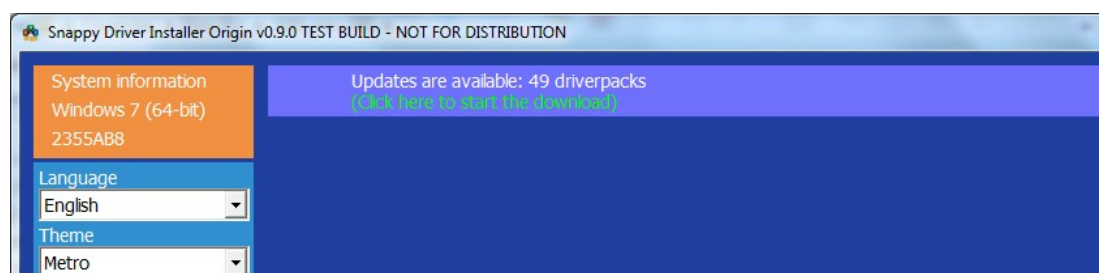 Snappy Driver Installer Origin v0.9.0 TEST BUILD - NOT FOR DISTRIBUTION
System information
Windows 7 (64-bit)
2355AB8
Updates are available: 49 driverpacks
(Click here to start the download)
Language
English
Theme
Metro